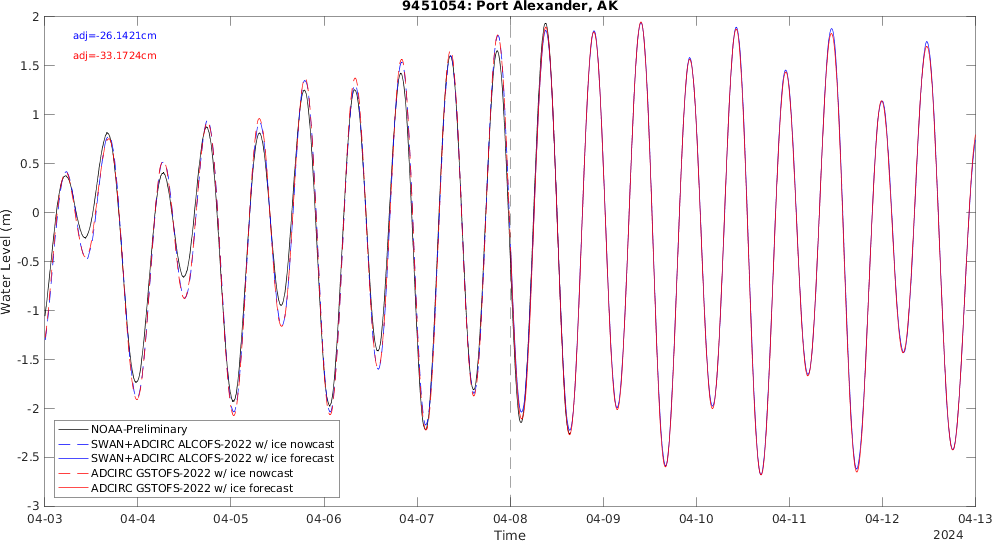 9451054: Port Alexander, AK
adj=-26.1421cm
adj=-33.1724cm
2
1.5
1
0.5
0
-0.5
-1
-1.5
-2
-2.5
-3
Water Level (m)
NOAA-Preliminary
SWAN+ADCIRC ALCOFS-2022 w/ ice nowcast
SWAN+ADCIRC ALCOFS-2022 w/ ice forecast
ADCIRC GSTOFS-2022 w/ ice nowcast
ADCIRC GSTOFS-2022 w/ ice forecast
04-03 04-04 04-05 04-06 04-07 04-08 04-09 04-10 04-11 04-12 04-13
Time
2024